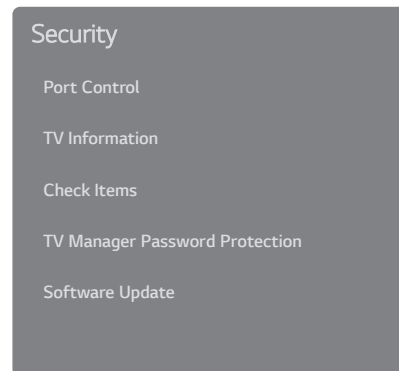 Security
Port Control
TV Information
Check Items
TV Manager Password Protection
Software Update